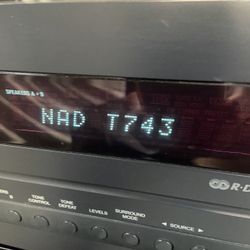 SPEAKERS A + B
NAD T743
R-D
B
TONE CONTROL
TONE DEFEAT
LEVELS
SURROUND MODE
SOURCE